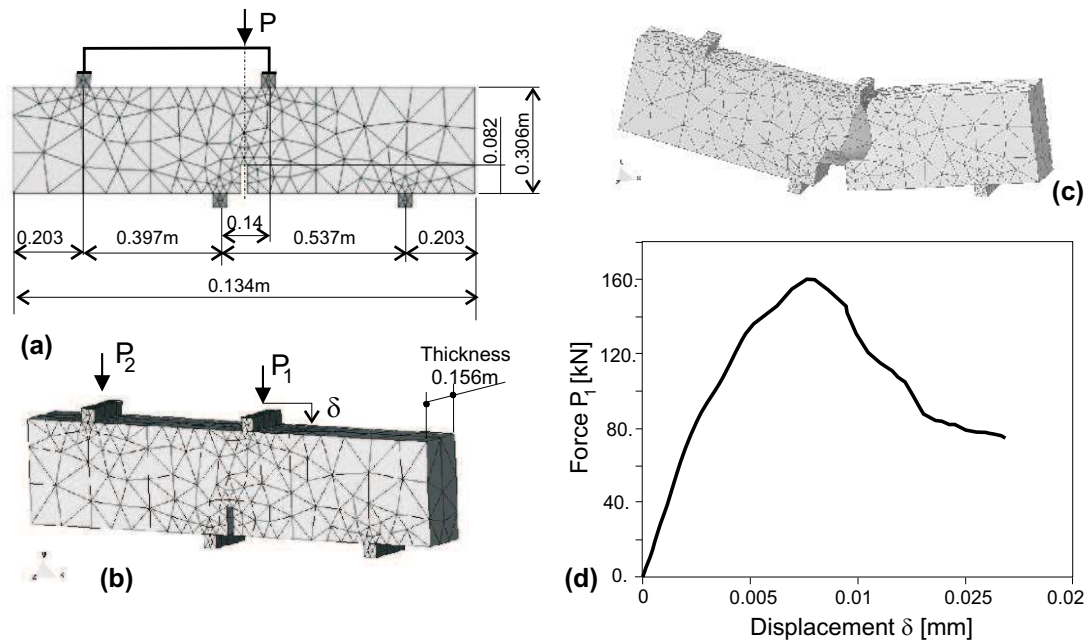 P
0.082
0.306m
0.14
0.203
0.397m
0.537m
0.203
0.134m
(a)
P2
P1
δ
Thickness
0.156m
(b)
(c)
160.
120.
80.
40.
0.
Force P1 [kN]
0
0.005
0.01
0.025
0.02
Displacement δ [mm]
(d)